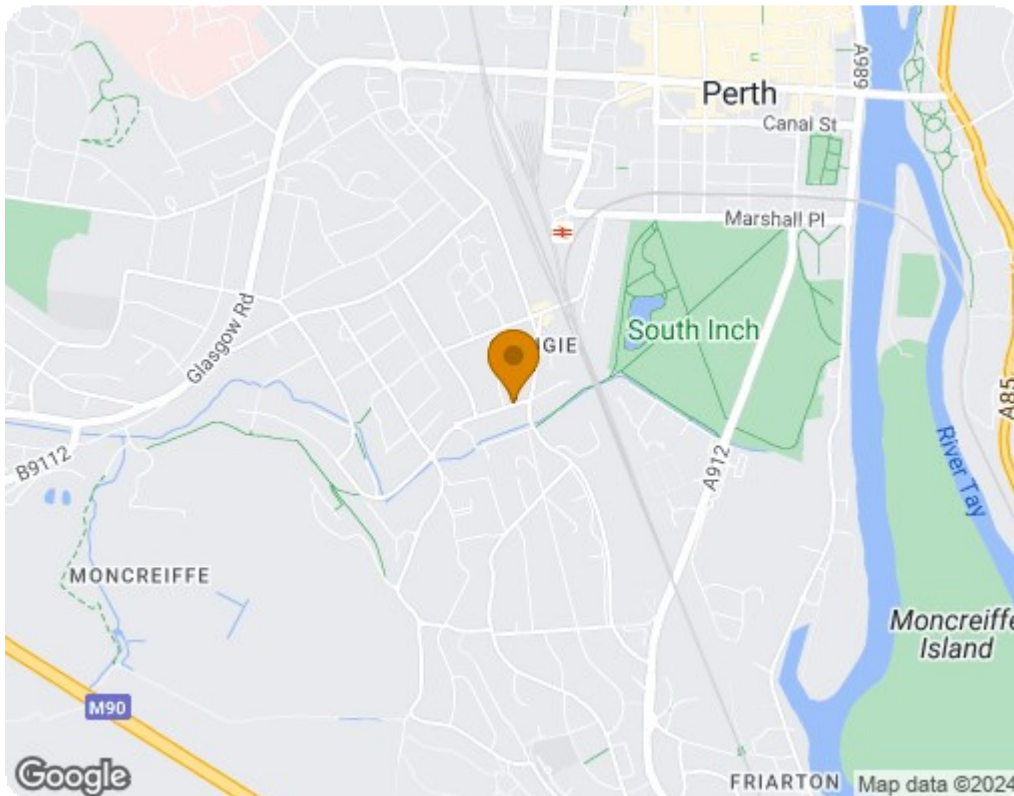 Perth
A989
Canal St
Marshall Pl
Glasgow Rd
South Inch
A85
A912
River Tay
B9112
MONCREIFFE
Moncreiffe
Island
M90
FRIARTON
Google
Map data ©2024